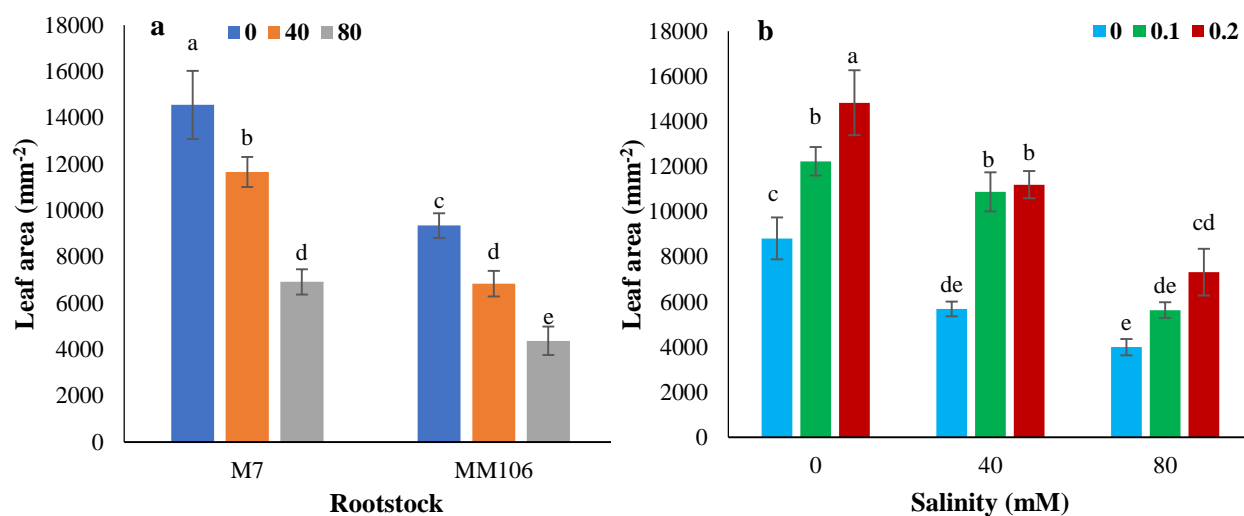 a
0 40 80
18000
16000
14000
12000
10000
8000
6000
4000
2000
0
Leaf area (mm-2)
a
b
d
c
d
e
M7 MM106
Rootstock
b
0 0.1 0.2
18000
16000
14000
12000
10000
8000
6000
4000
2000
0
Leaf area (mm-2)
c
b
a
de
b
b
e
de
cd
0 40 80
Salinity (mM)